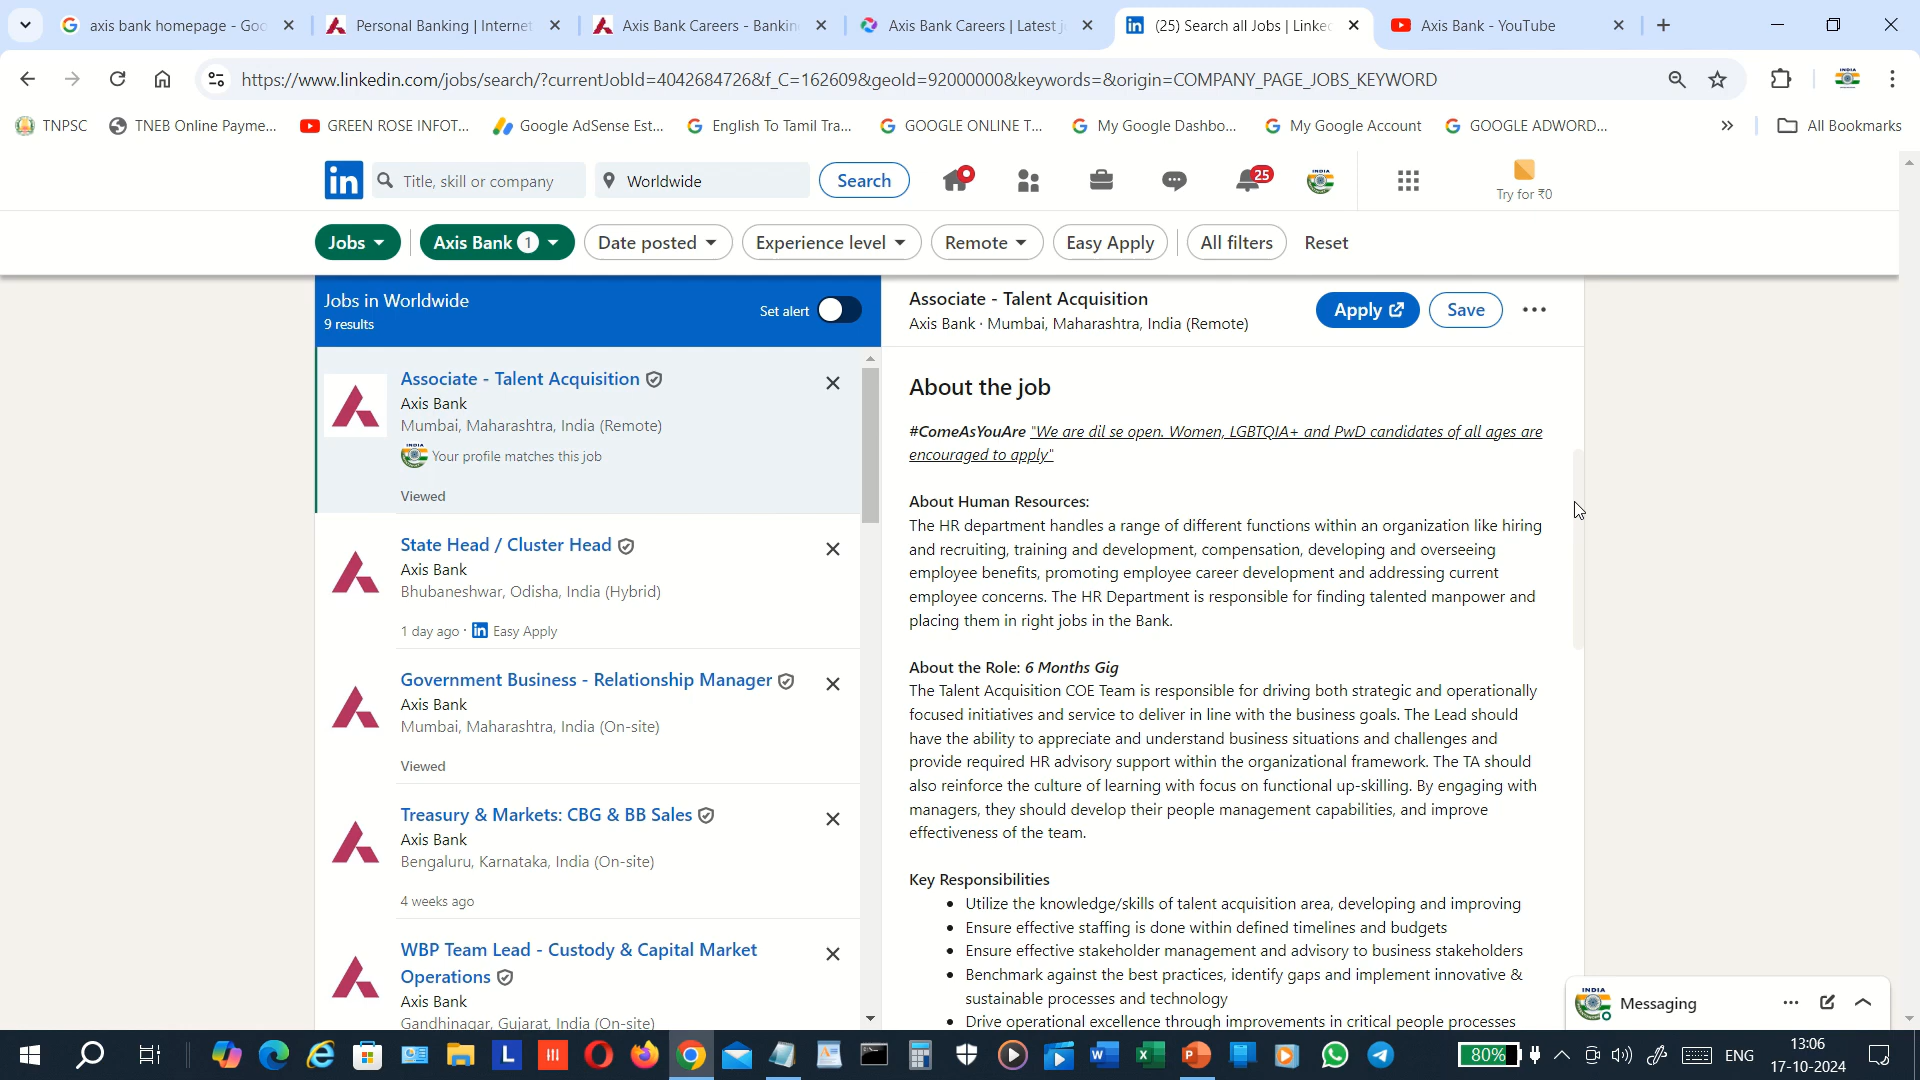 axis bank homepage - Goo
Personal Banking | Internet
Axis Bank Careers - Bankin
Axis Bank Careers | Latest j
(25) Search all Jobs | Linke
Axis Bank - YouTube
https://www.linkedin.com/jobs/search/?currentJobId=4042684726&f_C=162609&geoId=92000000&keywords=&origin=COMPANY_PAGE_JOBS_KEYWORD
TNPSC
TNEB Online Payme...
GREEN ROSE INFOT...
Google AdSense Est...
English To Tamil Tra...
GOOGLE ONLINE T...
My Google Dashbo...
My Google Account
GOOGLE ADWORD...
All Bookmarks
in
Title, skill or company
Worldwide
Search
25
Try for ₹0
Jobs
Axis Bank 1
Date posted
Experience level
Remote
Easy Apply
All filters
Reset
Jobs in Worldwide
9 results
Set alert
Associate - Talent Acquisition
Axis Bank
Mumbai, Maharashtra, India (Remote)
Your profile matches this job
Viewed
State Head / Cluster Head
Axis Bank
Bhubaneshwar, Odisha, India (Hybrid)
1 day ago · in Easy Apply
Government Business - Relationship Manager
Axis Bank
Mumbai, Maharashtra, India (On-site)
Viewed
Treasury & Markets: CBG & BB Sales
Axis Bank
Bengaluru, Karnataka, India (On-site)
4 weeks ago
WBP Team Lead - Custody & Capital Market
Operations
Axis Bank
Gandhinagar, Gujarat, India (On-site)
Associate - Talent Acquisition
Axis Bank · Mumbai, Maharashtra, India (Remote)
Apply
Save
About the job
#ComeAsYouAre "We are dil se open. Women, LGBTQIA+ and PwD candidates of all ages are
encouraged to apply"
About Human Resources:
The HR department handles a range of different functions within an organization like hiring
and recruiting, training and development, compensation, developing and overseeing
employee benefits, promoting employee career development and addressing current
employee concerns. The HR Department is responsible for finding talented manpower and
placing them in right jobs in the Bank.
About the Role: 6 Months Gig
The Talent Acquisition COE Team is responsible for driving both strategic and operationally
focused initiatives and service to deliver in line with the business goals. The Lead should
have the ability to appreciate and understand business situations and challenges and
provide required HR advisory support within the organizational framework. The TA should
also reinforce the culture of learning with focus on functional up-skilling. By engaging with
managers, they should develop their people management capabilities, and improve
effectiveness of the team.
Key Responsibilities
• Utilize the knowledge/skills of talent acquisition area, developing and improving
• Ensure effective staffing is done within defined timelines and budgets
• Ensure effective stakeholder management and advisory to business stakeholders
• Benchmark against the best practices, identify gaps and implement innovative &
sustainable processes and technology
• Drive operational excellence through improvements in critical people processes
INDIA
Messaging
80%
ENG
13:06
17-10-2024